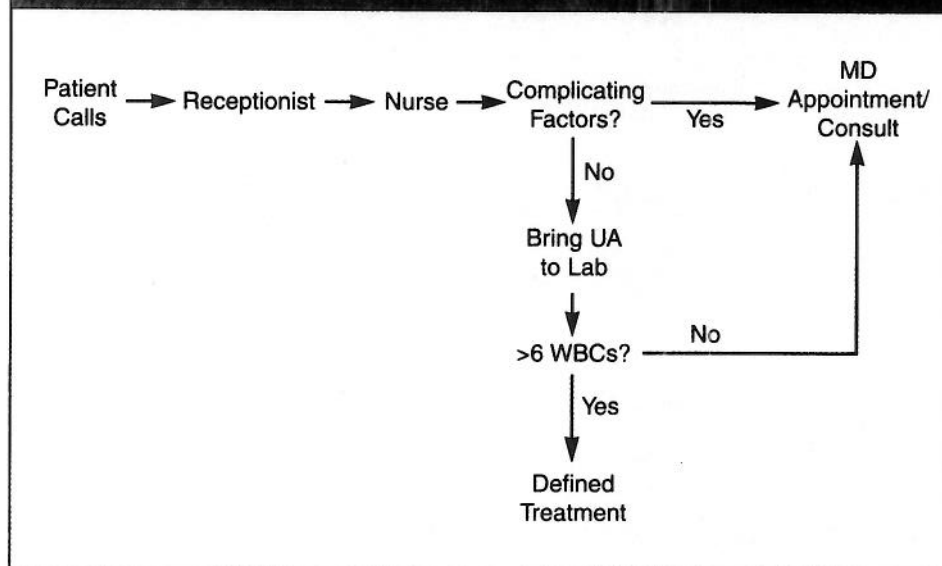 Patient
Calls
Receptionist
Nurse
Complicating
Factors?
Yes
MD
Appointment/
Consult
No
Bring UA
to Lab
>6 WBCs?
No
Yes
Defined
Treatment